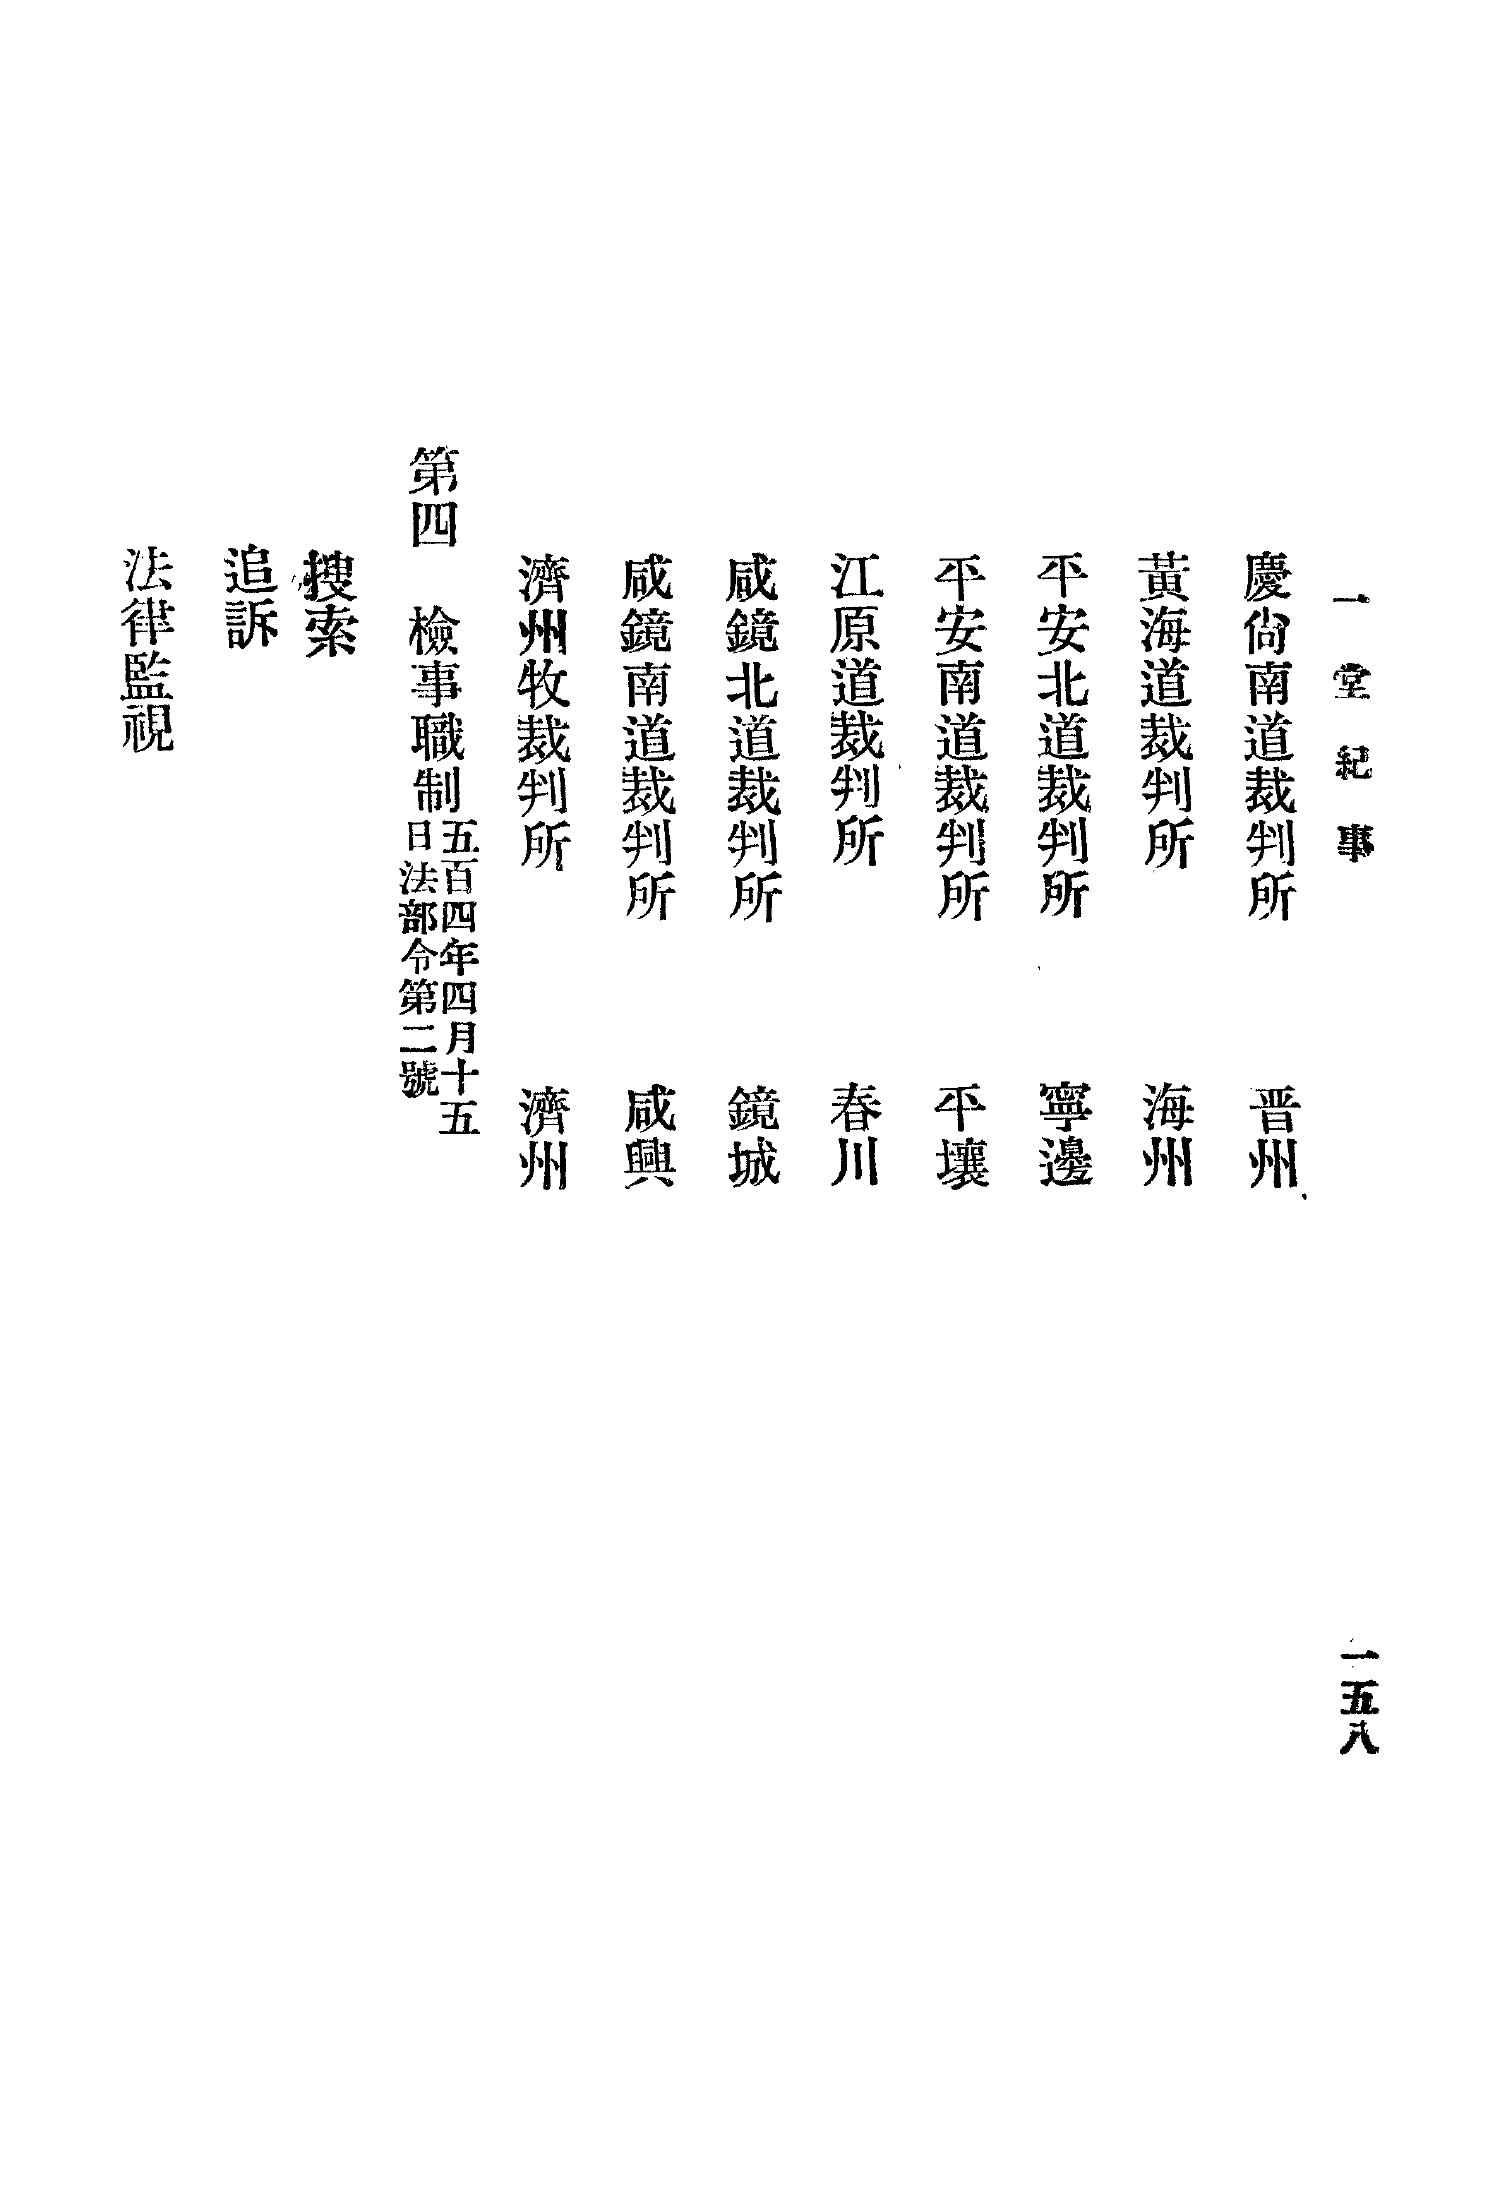 一堂紀事
一五八
慶尙南道裁判所　晋州
黃海道裁判所　海州
平安北道裁判所　寧邊
平安南道裁判所　平壤
江原道裁判所　春川
咸鏡北道裁判所　鏡城
咸鏡南道裁判所　咸興
濟州牧裁判所　濟州
第四　檢事職制
五百四年四月十五
日法部令第二號
搜索
追訴
法律監視